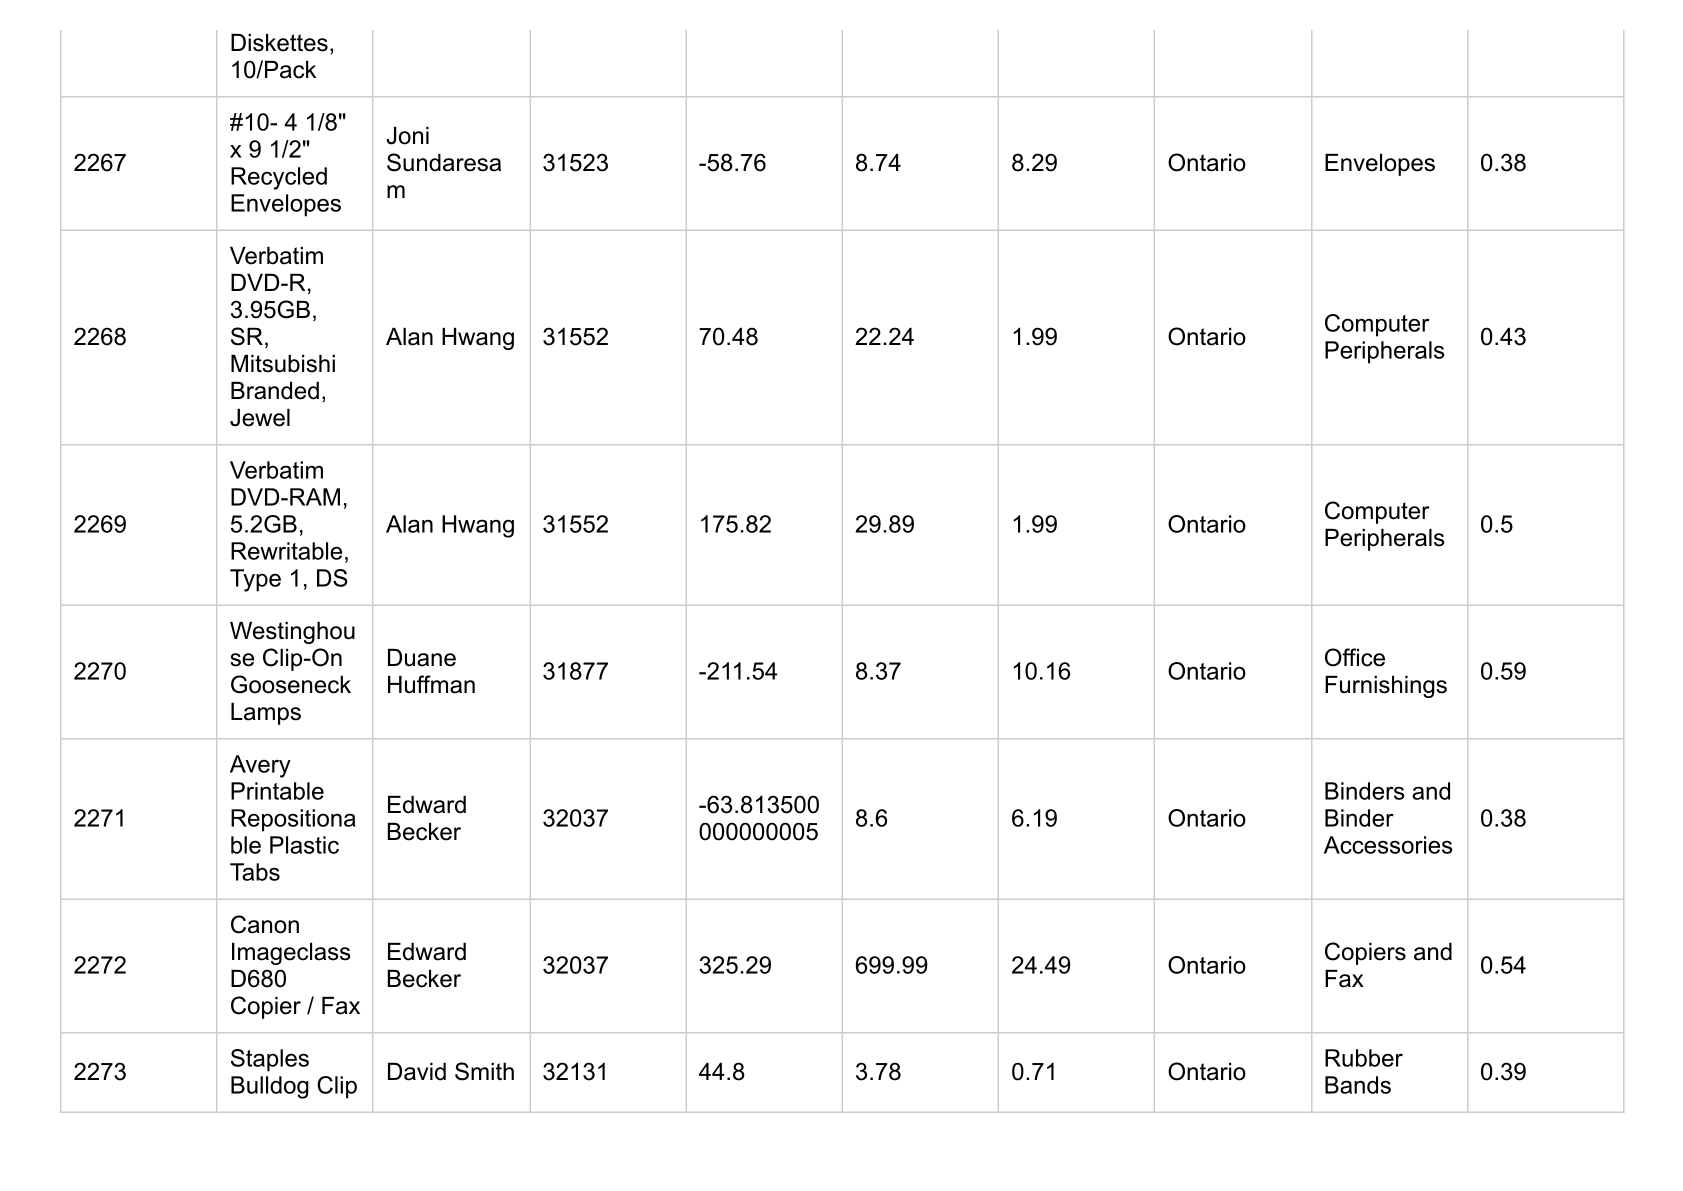 Diskettes,
10/Pack
2267
#10- 4 1/8"
x 9 1/2"
Recycled
Envelopes
Joni
Sundaresa
m
31523
-58.76
8.74
8.29
Ontario
Envelopes
0.38
2268
Verbatim
DVD-R,
3.95GB,
SR,
Mitsubishi
Branded,
Jewel
Alan Hwang
31552
70.48
22.24
1.99
Ontario
Computer
Peripherals
0.43
2269
Verbatim
DVD-RAM,
5.2GB,
Rewritable,
Type 1, DS
Alan Hwang
31552
175.82
29.89
1.99
Ontario
Computer
Peripherals
0.5
2270
Westinghou
se Clip-On
Gooseneck
Lamps
Duane
Huffman
31877
-211.54
8.37
10.16
Ontario
Office
Furnishings
0.59
2271
Avery
Printable
Repositiona
ble Plastic
Tabs
Edward
Becker
32037
-63.813500
000000005
8.6
6.19
Ontario
Binders and
Binder
Accessories
0.38
2272
Canon
Imageclass
D680
Copier / Fax
Edward
Becker
32037
325.29
699.99
24.49
Ontario
Copiers and
Fax
0.54
2273
Staples
Bulldog Clip
David Smith
32131
44.8
3.78
0.71
Ontario
Rubber
Bands
0.39